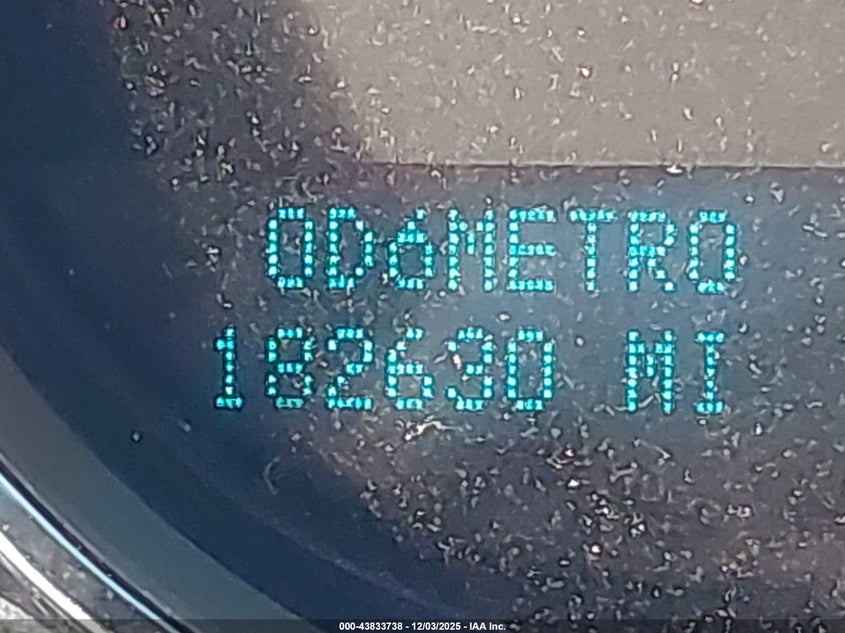 ODóMETRO
182630 MI
000-43833738 - 12/03/2025 - IAA Inc.